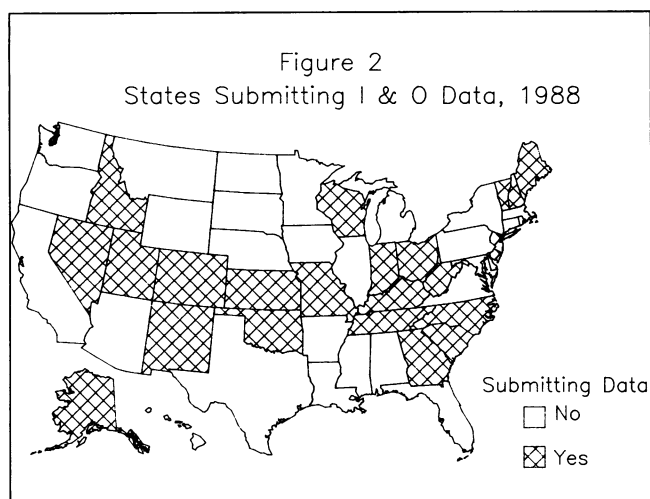 Figure 2
States Submitting I & O Data, 1988
Submitting Data
No
Yes